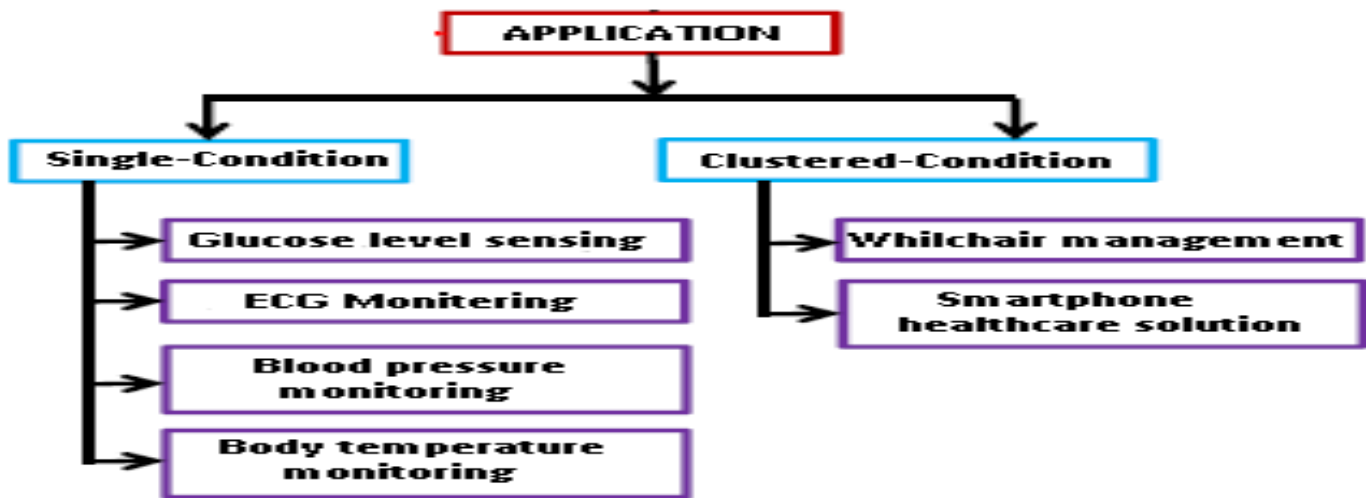 APPLICATION
Single-Condition
Clustered-Condition
Glucose level sensing
Whilchair management
ECG Monitering
Smartphone
healthcare solution
Blood pressure
monitoring
Body temperature
monitoring